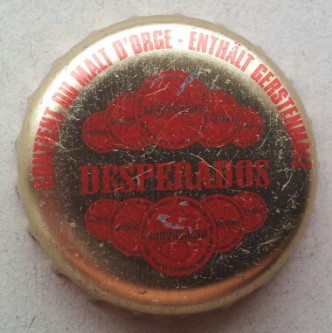 CONTIENT DU MALT D'ORGE - ENTHÄLT GERSTENMALZ
DESPERADOS